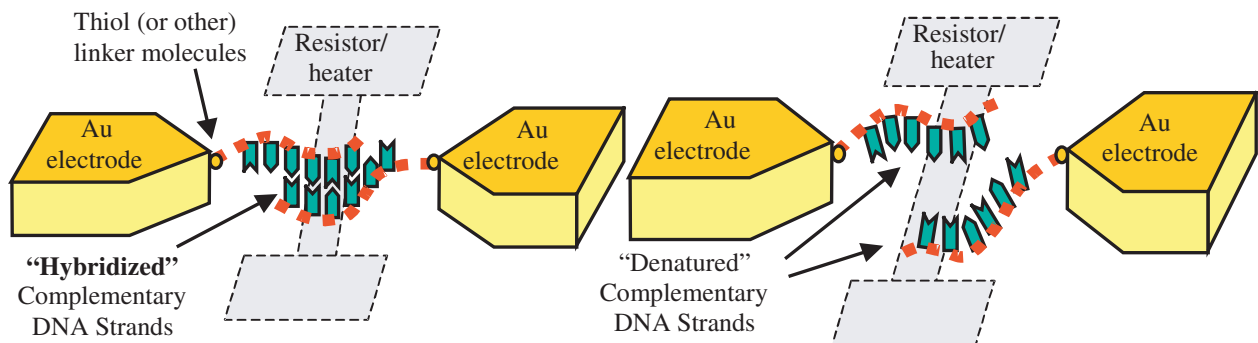 Thiol (or other)
linker molecules
Resistor/
heater
Au
electrode
Au
electrode
“Hybridized”
Complementary
DNA Strands
Resistor/
heater
Au
electrode
Au
electrode
“Denatured”
Complementary
DNA Strands